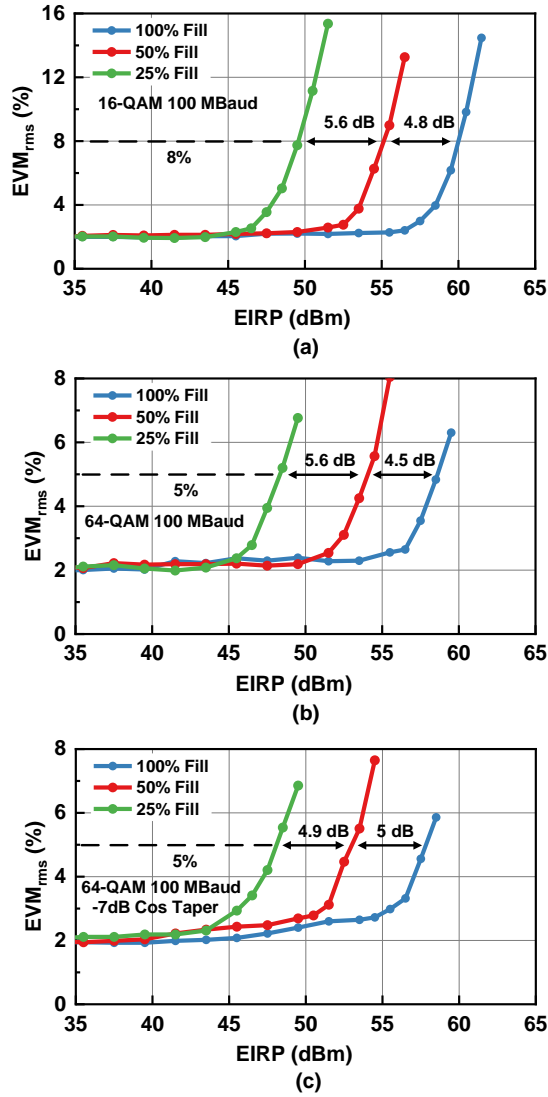 16
12
8
4
0
EVMrms (%)
100% Fill
50% Fill
25% Fill
16-QAM 100 MBaud
8%
5.6 dB
4.8 dB
35 40 45 50 55 60 65
EIRP (dBm)
(a)
8
6
4
2
0
EVMrms (%)
100% Fill
50% Fill
25% Fill
5.6 dB
4.5 dB
5%
64-QAM 100 MBaud
35 40 45 50 55 60 65
EIRP (dBm)
(b)
8
6
4
2
0
EVMrms (%)
100% Fill
50% Fill
25% Fill
4.9 dB
5 dB
5%
64-QAM 100 MBaud
-7dB Cos Taper
35 40 45 50 55 60 65
EIRP (dBm)
(c)